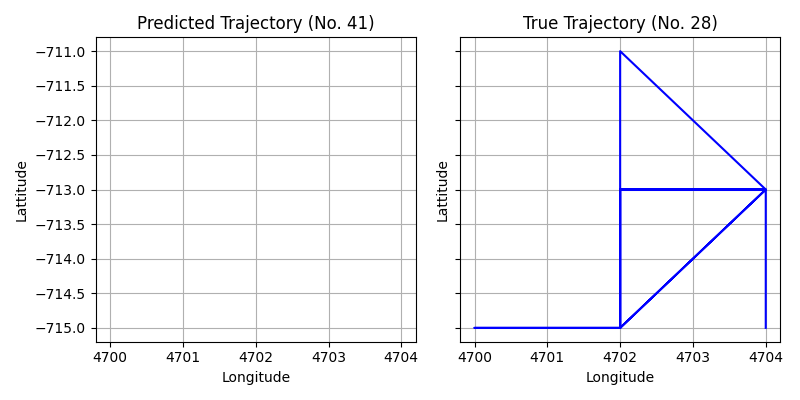 Predicted Trajectory (No. 41)
True Trajectory (No. 28)
Lattitude
−711.0
−711.5
−712.0
−712.5
−713.0
−713.5
−714.0
−714.5
−715.0
4700 4701 4702 4703 4704
Longitude
Lattitude
4700 4701 4702 4703 4704
Longitude